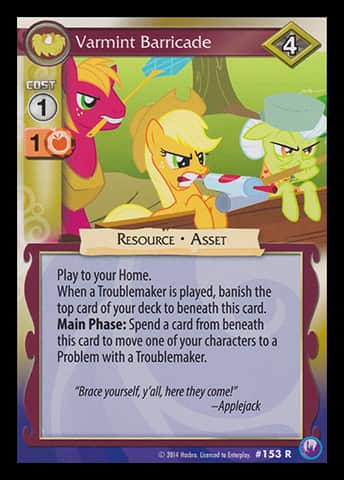 Varmint Barricade
4
COST
1
1
RESOURCE • ASSET
Play to your Home.
When a Troublemaker is played, banish the
top card of your deck to beneath this card.
Main Phase: Spend a card from beneath
this card to move one of your characters to a
Problem with a Troublemaker.
"Brace yourself, y'all, here they come!"
–Applejack
© 2014 Hasbro. Licensed to Enterplay. #153 R